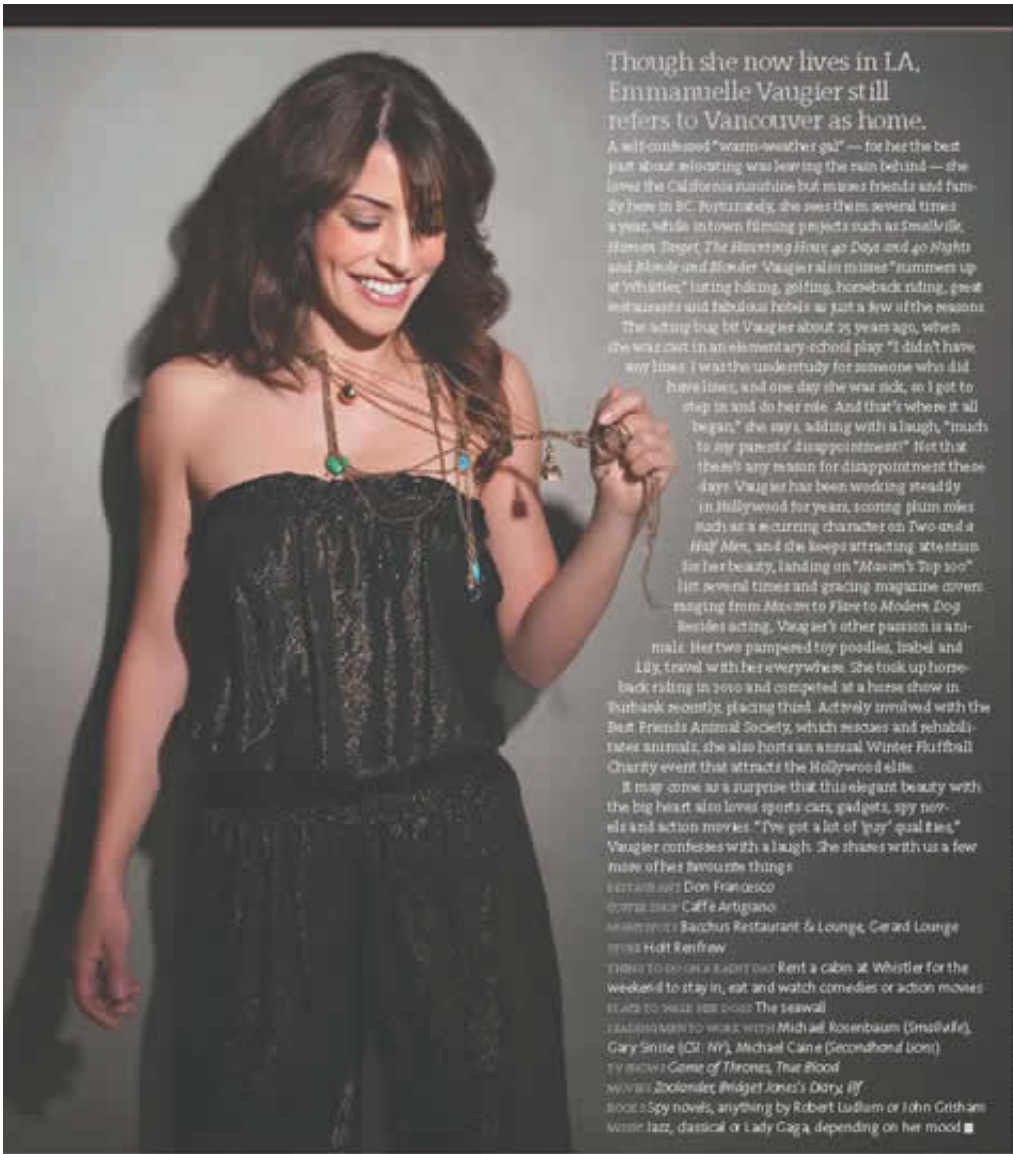 Though she now lives in LA,
Emmanuelle Vaugier still
refers to Vancouver as home.
A self-confessed "warm-weather gal" — for her the best
part about relocating was leaving the rain behind — she
loves the California sunshine but misses friends and fam-
ily here in BC. Fortunately, she sees them several times
a year, while in town filming projects such as Smallville,
Human Target, The Haunting Hour, 40 Days and 40 Nights
and Blonde and Blonder. Vaugier also misses "summers up
at Whistler," listing hiking, golfing, horseback riding, great
restaurants and fabulous hotels as just a few of the reasons.
The acting bug bit Vaugier about 25 years ago, when
she was cast in an elementary-school play. "I didn't have
any lines. I was the understudy for someone who did
have lines, and one day she was sick, so I got to
step in and do her role. And that's where it all
began," she says, adding with a laugh, "much
to my parents' disappointment!" Not that
there's any reason for disappointment these
days. Vaugier has been working steadily
in Hollywood for years, scoring plum roles
such as a recurring character on Two and a
Half Men, and she keeps attracting attention
for her beauty, landing on "Maxim's Top 100"
list several times and gracing magazine covers
ranging from Maxim to Flare to Modern Dog.
Besides acting, Vaugier's other passion is ani-
mals. Her two pampered toy poodles, Isabel and
Lily, travel with her everywhere. She took up horse-
back riding in 2010 and competed at a horse show in
Burbank recently, placing third. Actively involved with the
Best Friends Animal Society, which rescues and rehabili-
tates animals, she also hosts an annual Winter Fluffball
Charity event that attracts the Hollywood elite.
It may come as a surprise that this elegant beauty with
the big heart also loves sports cars, gadgets, spy nov-
els and action movies. "I've got a lot of 'guy' qualities,"
Vaugier confesses with a laugh. She shares with us a few
more of her favourite things.
RESTAURANT Don Francesco
COFFEE SHOP Caffè Artigiano
NIGHTSPOTS Bacchus Restaurant & Lounge, Gerard Lounge
STORE Holt Renfrew
THING TO DO ON A RAINY DAY Rent a cabin at Whistler for the
weekend to stay in, eat and watch comedies or action movies
PLACE TO WALK HER DOGS The seawall
LEADING MEN TO WORK WITH Michael Rosenbaum (Smallville),
Gary Sinise (CSI: NY), Michael Caine (Secondhand Lions)
TV SHOWS Game of Thrones, True Blood
MOVIES Zoolander, Bridget Jones's Diary, Elf
BOOKS Spy novels, anything by Robert Ludlum or John Grisham
MUSIC Jazz, classical or Lady Gaga, depending on her mood